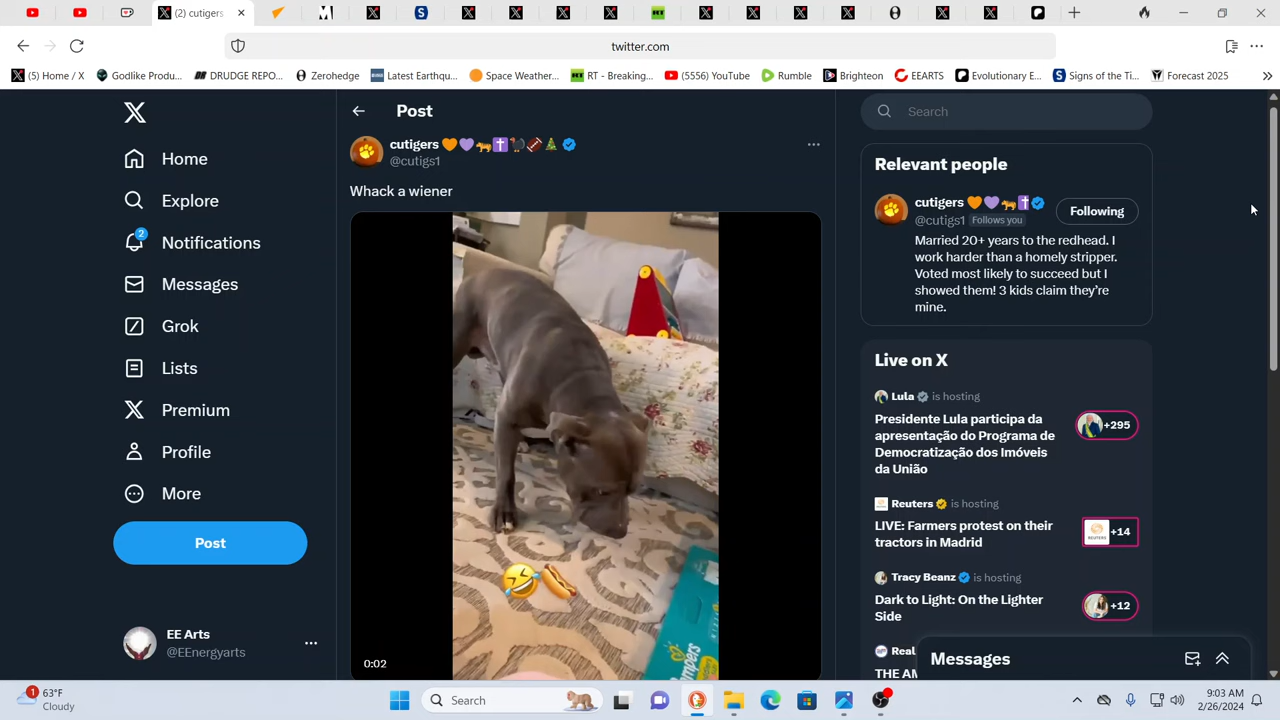 (2) cutigers
twitter.com
(5) Home / X
Godlike Produ...
DRUDGE REPO...
Zerohedge
Latest Earthqu...
Space Weather...
RT - Breaking...
(5556) YouTube
Rumble
Brighteon
EEARTS
Evolutionary E...
Signs of the Ti...
Forecast 2025
Home
Explore
2
Notifications
Messages
Grok
Lists
Premium
Profile
More
Post
EE Arts
@EEnergyarts
Post
cutigers
@cutigs1
Whack a wiener
Pampers
0:02
Search
Relevant people
cutigers
@cutigs1 Follows you
Following
Married 20+ years to the redhead. I
work harder than a homely stripper.
Voted most likely to succeed but I
showed them! 3 kids claim they're
mine.
Live on X
Lula is hosting
Presidente Lula participa da
apresentação do Programa de
Democratização dos Imóveis
da União
+295
Reuters is hosting
LIVE: Farmers protest on their
tractors in Madrid
+14
Tracy Beanz is hosting
Dark to Light: On the Lighter
Side
+12
Real
THE AM
Messages
1
63°F
Cloudy
Search
9:03 AM
2/26/2024